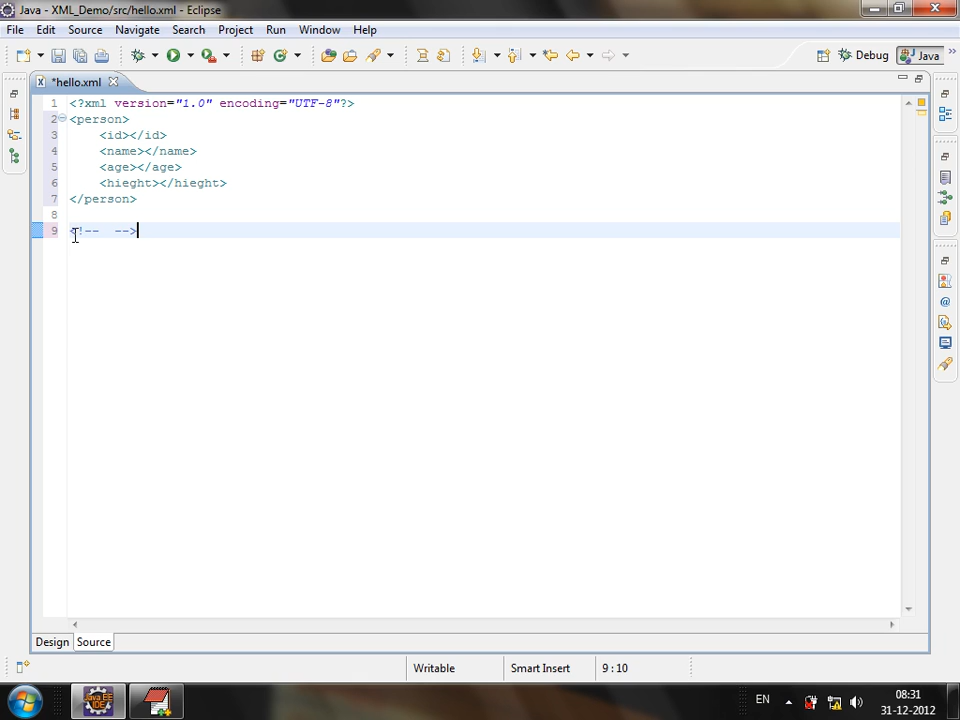 Java - XML_Demo/src/hello.xml - Eclipse
File Edit Source Navigate Search Project Run Window Help
Debug Java »
*hello.xml
1 <?xml version="1.0" encoding="UTF-8"?>
2 <person>
3 <id></id>
4 <name></name>
5 <age></age>
6 <hieght></hieght>
7 </person>
8
9 <!--  -->
Design Source
Writable Smart Insert 9 : 10
Java EE IDE
EN
08:31
31-12-2012